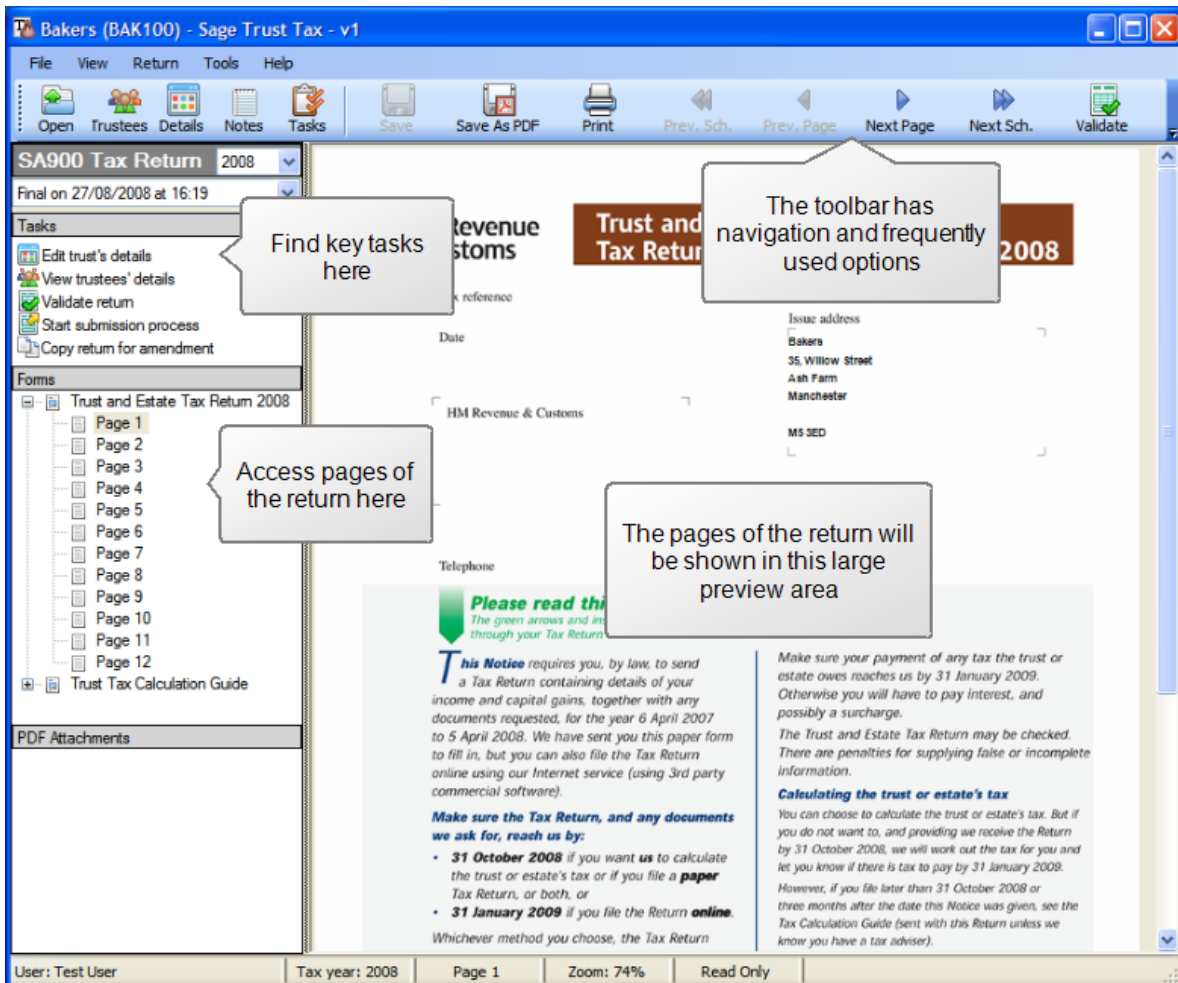 Bakers (BAK100) - Sage Trust Tax - v1
File View Return Tools Help
Open Trustees Details Notes Tasks Save Save As PDF Print Prev. Sch. Prev. Page Next Page Next Sch. Validate
SA900 Tax Return 2008
Final on 27/08/2008 at 16:19
Tasks
Edit trust's details
View trustees' details
Validate return
Start submission process
Copy return for amendment
Find key tasks
here
Forms
Trust and Estate Tax Return 2008
Page 1
Page 2
Page 3
Page 4
Page 5
Page 6
Page 7
Page 8
Page 9
Page 10
Page 11
Page 12
Trust Tax Calculation Guide
Access pages of
the return here
PDF Attachments
The toolbar has
navigation and frequently
used options
Revenue
Trust and
Tax Retur 2008
reference
Date
Issue address
Bakers
35, Willow Street
Ash Farm
Manchester
M5 3ED
HM Revenue & Customs
The pages of the return will
be shown in this large
preview area
Telephone
Please read thi
The green arrows and ins
through your Tax Return
This Notice requires you, by law, to send
a Tax Return containing details of your
income and capital gains, together with any
documents requested, for the year 6 April 2007
to 5 April 2008. We have sent you this paper form
to fill in, but you can also file the Tax Return
online using our Internet service (using 3rd party
commercial software).
Make sure the Tax Return, and any documents
we ask for, reach us by:
• 31 October 2008 if you want us to calculate
the trust or estate's tax or if you file a paper
Tax Return, or both, or
• 31 January 2009 if you file the Return online.
Whichever method you choose, the Tax Return
Make sure your payment of any tax the trust or
estate owes reaches us by 31 January 2009.
Otherwise you will have to pay interest, and
possibly a surcharge.
The Trust and Estate Tax Return may be checked.
There are penalties for supplying false or incomplete
information.
Calculating the trust or estate's tax
You can choose to calculate the trust or estate's tax. But if
you do not want to, and providing we receive the Return
by 31 October 2008, we will work out the tax for you and
let you know if there is tax to pay by 31 January 2009.
However, if you file later than 31 October 2008 or
three months after the date this Notice was given, see the
Tax Calculation Guide (sent with this Return unless we
know you have a tax adviser).
User: Test User Tax year: 2008 Page 1 Zoom: 74% Read Only